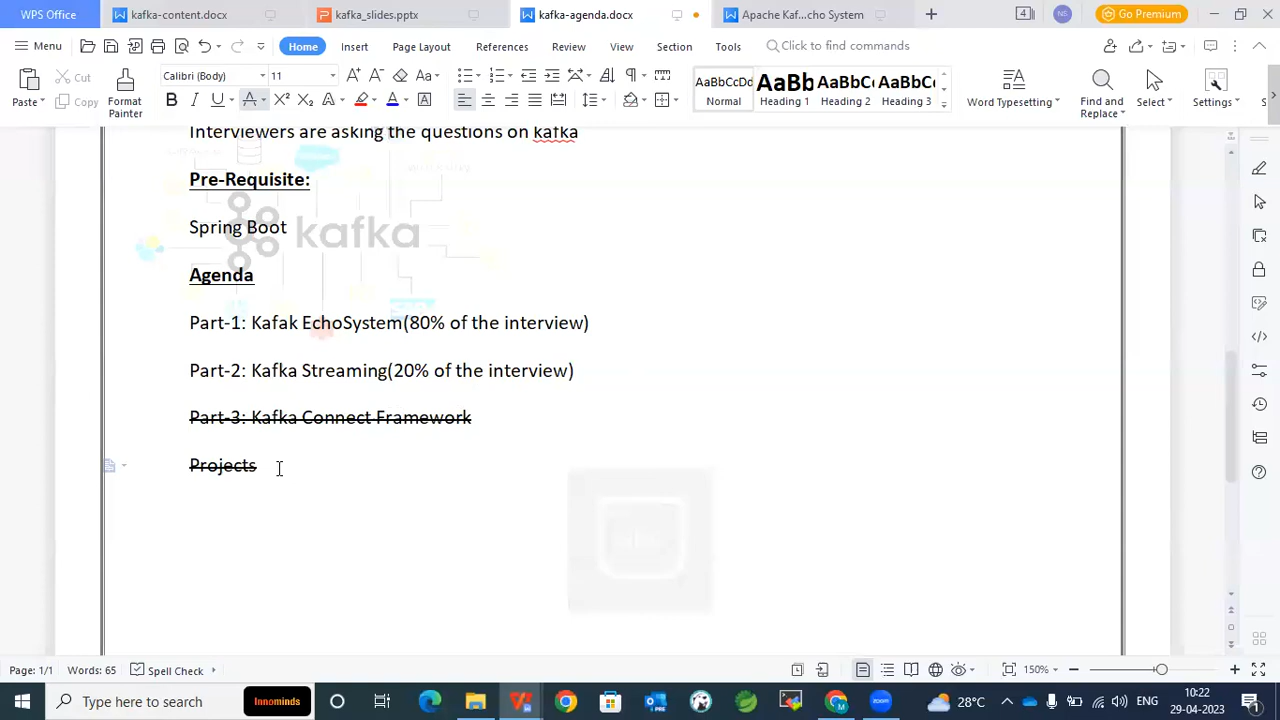 WPS Office
kafka-content.docx
kafka_slides.pptx
kafka-agenda.docx
Apache Kaf...cho System
4
NS
Go Premium
Menu
Home
Insert
Page Layout
References
Review
View
Section
Tools
Click to find commands
Paste
Cut
Copy
Format
Painter
Calibri (Body)
11
AaBbCcDd
Normal
AaBb
Heading 1
AaBbC
Heading 2
AaBbC
Heading 3
Word Typesetting
Find and
Replace
Select
Settings
Interviewers are asking the questions on kafka
Pre-Requisite:
Spring Boot
kafka
Agenda
Part-1: Kafak EchoSystem(80% of the interview)
Part-2: Kafka Streaming(20% of the interview)
Part-3: Kafka Connect Framework
Projects
Page: 1/1
Words: 65
Spell Check
150%
Type here to search
Innominds
28°C
ENG
10:22
29-04-2023